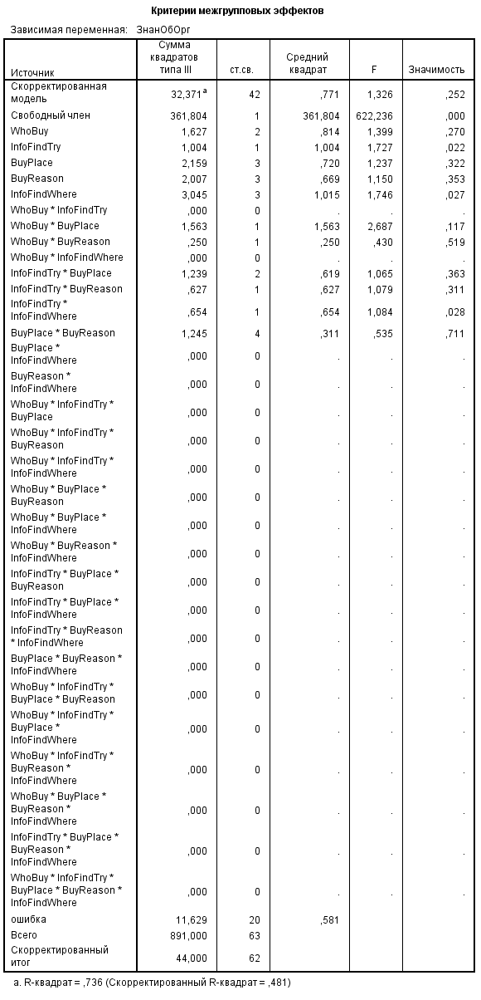 Критерии межгрупповых эффектов
Зависимая переменная: ЗнанОбОрг
Источник Сумма квадратов типа III ст.св. Средний квадрат F Значимость
Скорректированная модель 32,371a 42 ,771 1,326 ,252
Свободный член 361,804 1 361,804 622,236 ,000
WhoBuy 1,627 2 ,814 1,399 ,270
InfoFindTry 1,004 1 1,004 1,727 ,022
BuyPlace 2,159 3 ,720 1,237 ,322
BuyReason 2,007 3 ,669 1,150 ,353
InfoFindWhere 3,045 3 1,015 1,746 ,027
WhoBuy * InfoFindTry ,000 0 . . .
WhoBuy * BuyPlace 1,563 1 1,563 2,687 ,117
WhoBuy * BuyReason ,250 1 ,250 ,430 ,519
WhoBuy * InfoFindWhere ,000 0 . . .
InfoFindTry * BuyPlace 1,239 2 ,619 1,065 ,363
InfoFindTry * BuyReason ,627 1 ,627 1,079 ,311
InfoFindTry * InfoFindWhere ,654 1 ,654 1,084 ,028
BuyPlace * BuyReason 1,245 4 ,311 ,535 ,711
BuyPlace * InfoFindWhere ,000 0 . . .
BuyReason * InfoFindWhere ,000 0 . . .
WhoBuy * InfoFindTry * BuyPlace ,000 0 . . .
WhoBuy * InfoFindTry * BuyReason ,000 0 . . .
WhoBuy * InfoFindTry * InfoFindWhere ,000 0 . . .
WhoBuy * BuyPlace * BuyReason ,000 0 . . .
WhoBuy * BuyPlace * InfoFindWhere ,000 0 . . .
WhoBuy * BuyReason * InfoFindWhere ,000 0 . . .
InfoFindTry * BuyPlace * BuyReason ,000 0 . . .
InfoFindTry * BuyPlace * InfoFindWhere ,000 0 . . .
InfoFindTry * BuyReason * InfoFindWhere ,000 0 . . .
BuyPlace * BuyReason * InfoFindWhere ,000 0 . . .
WhoBuy * InfoFindTry * BuyPlace * BuyReason ,000 0 . . .
WhoBuy * InfoFindTry * BuyPlace * InfoFindWhere ,000 0 . . .
WhoBuy * InfoFindTry * BuyReason * InfoFindWhere ,000 0 . . .
WhoBuy * BuyPlace * BuyReason * InfoFindWhere ,000 0 . . .
InfoFindTry * BuyPlace * BuyReason * InfoFindWhere ,000 0 . . .
WhoBuy * InfoFindTry * BuyPlace * BuyReason * InfoFindWhere ,000 0 . . .
ошибка 11,629 20 ,581
Всего 891,000 63
Скорректированный итог 44,000 62
a. R-квадрат = ,736 (Скорректированный R-квадрат = ,481)